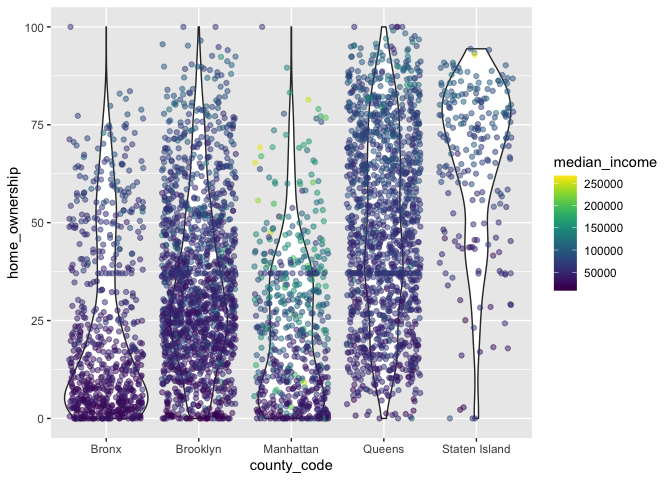 100
75
50
25
0
home_ownership
Bronx Brooklyn Manhattan Queens Staten Island
county_code
median_income
250000
200000
150000
100000
50000